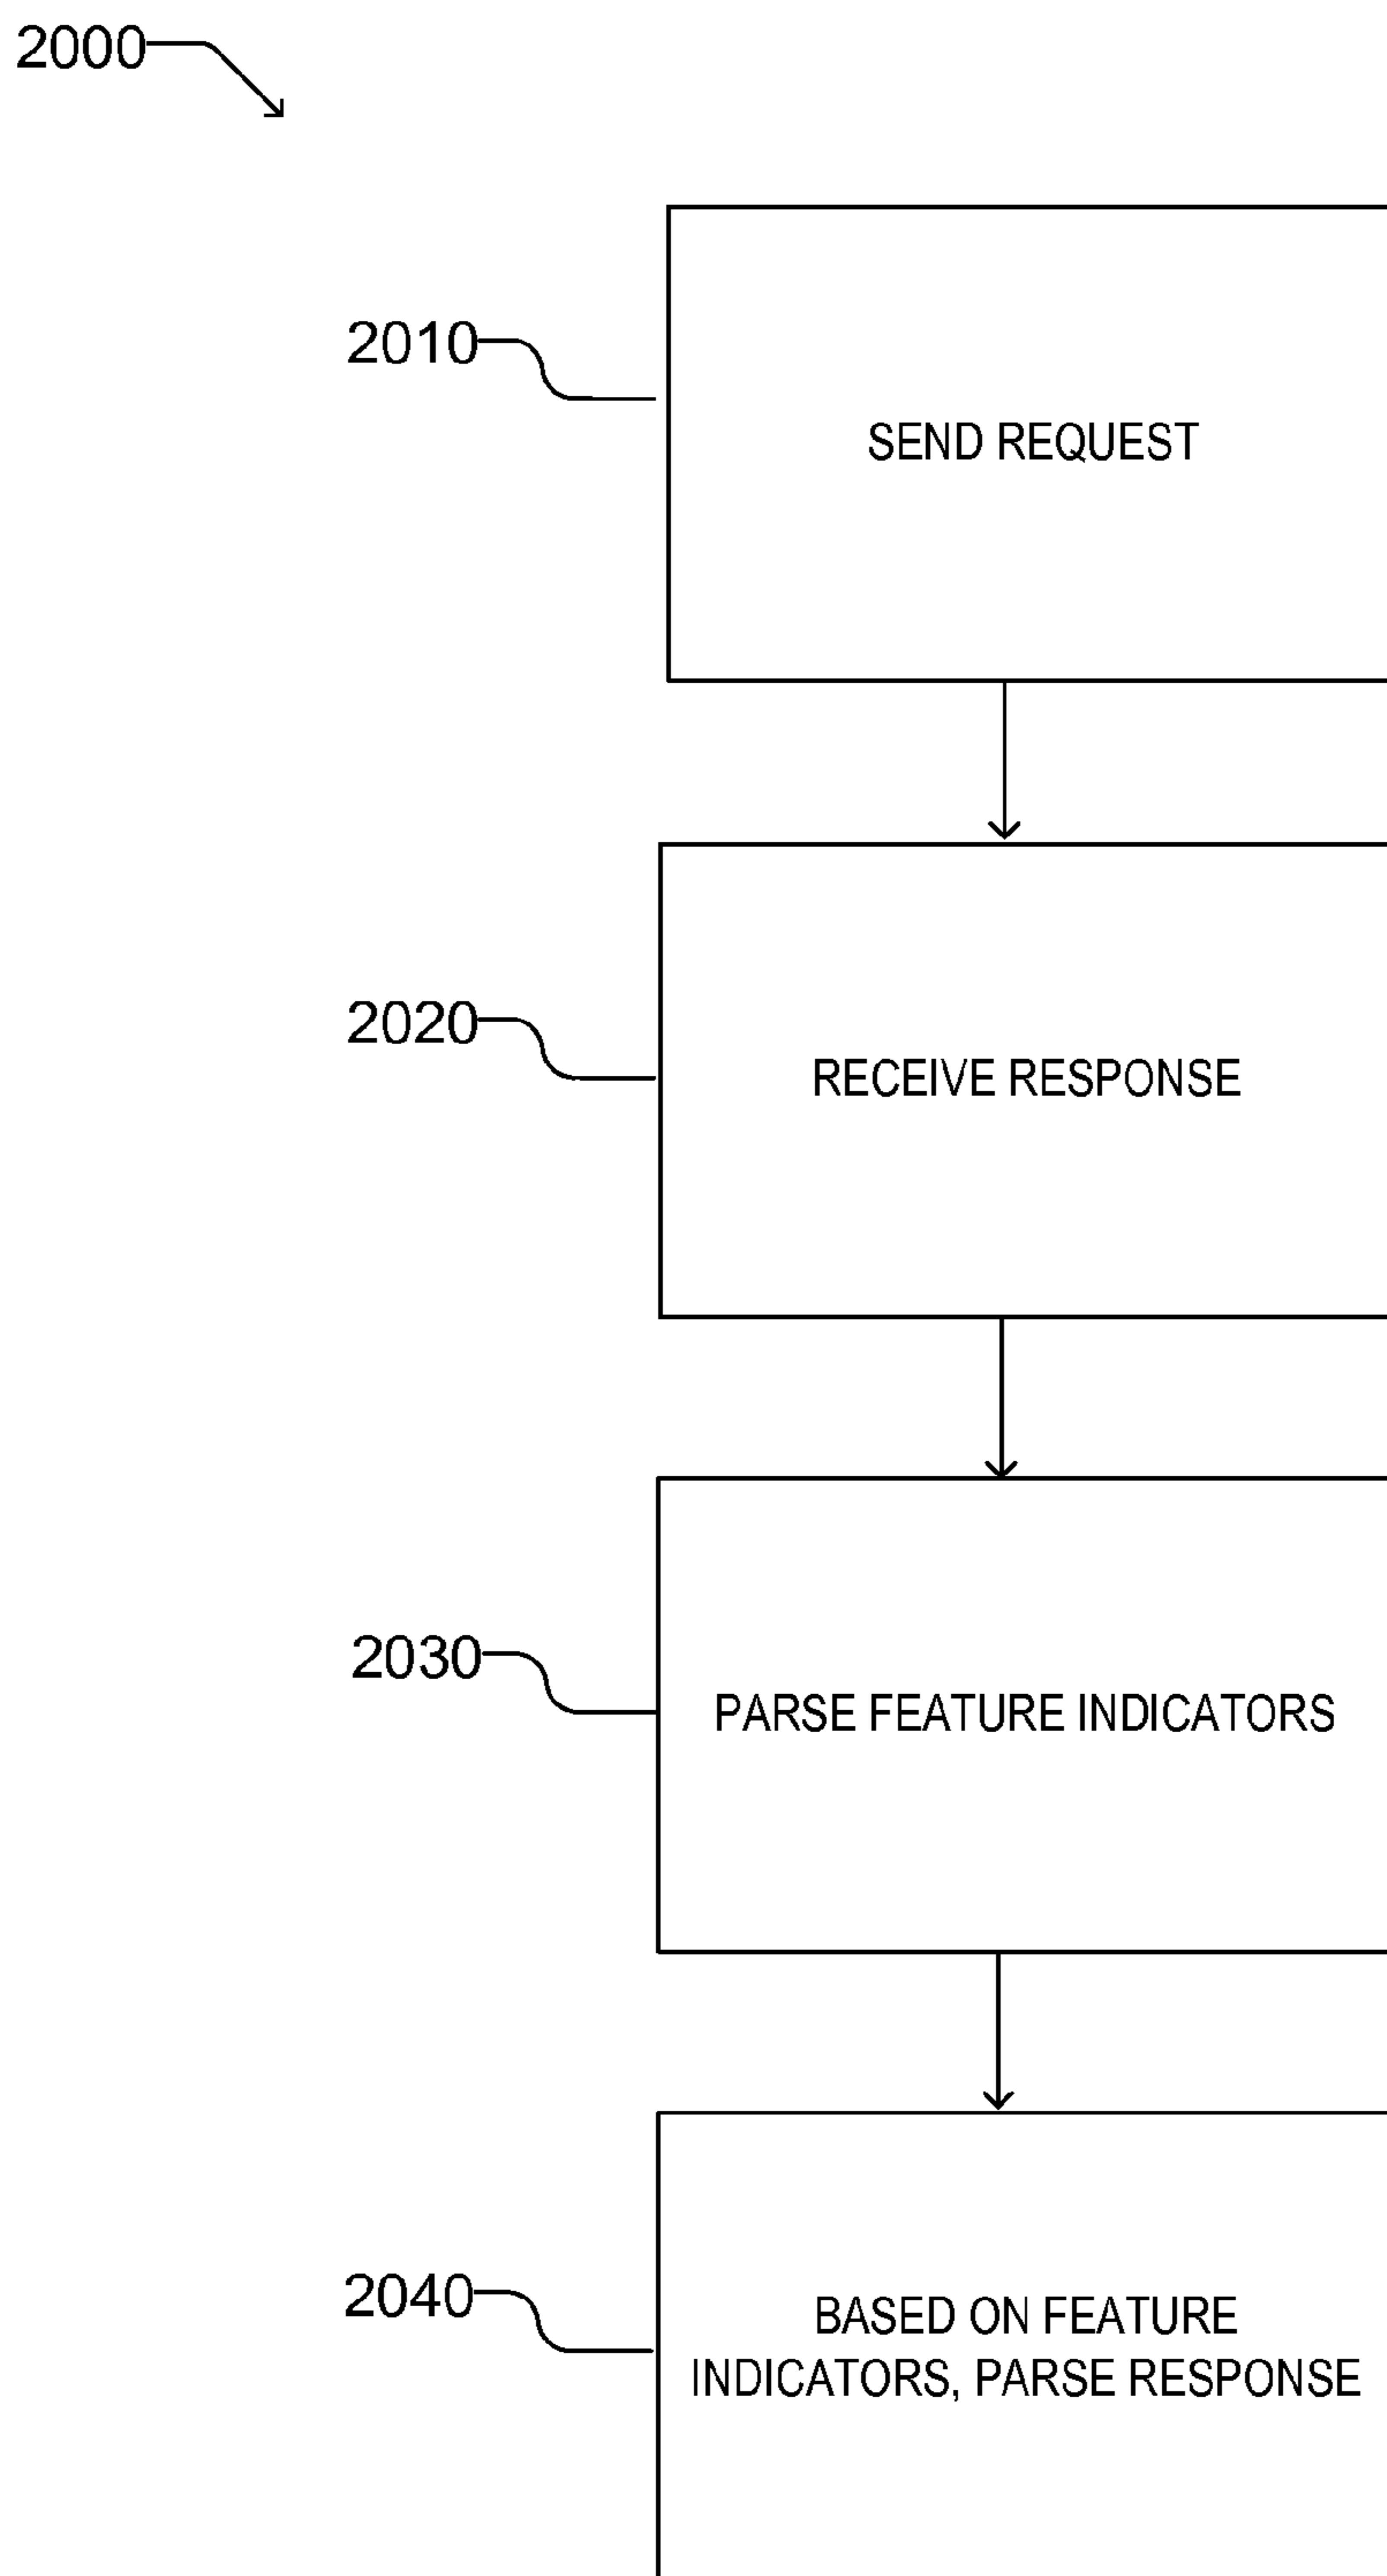 2000
2010
SEND REQUEST
2020
RECEIVE RESPONSE
2030
PARSE FEATURE INDICATORS
2040
BASED ON FEATURE
INDICATORS, PARSE RESPONSE